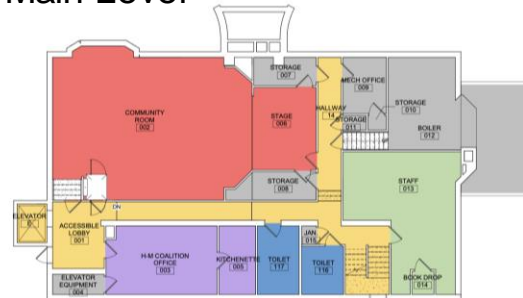 Main Level
STORAGE
007
MECH OFFICE
009
COMMUNITY
ROOM
002
STAGE
006
HALLWAY
14
STORAGE
011
STORAGE
010
BOILER
012
STORAGE
008
STAFF
013
DN
ELEVATOR
ACCESSIBLE
LOBBY
001
JAN
015
H-M COALITION
OFFICE
003
KITCHENETTE
005
TOILET
117
TOILET
116
ELEVATOR
EQUIPMENT
004
BOOK DROP
014